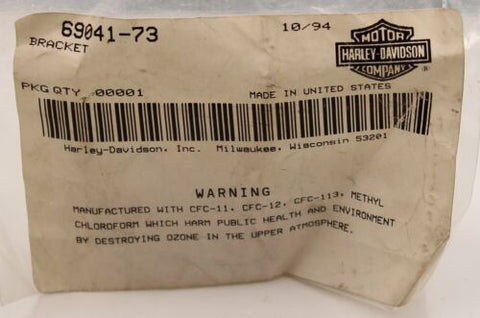 69041-73
10/94
BRACKET
MOTOR
HARLEY-DAVIDSON
COMPANY
PKG QTY 00001
MADE IN UNITED STATES
Harley-Davidson, Inc. Milwaukee, Wisconsin 53201
WARNING
MANUFACTURED WITH CFC-11, CFC-12, CFC-113, METHYL
CHLOROFORM WHICH HARM PUBLIC HEALTH AND ENVIRONMENT
BY DESTROYING OZONE IN THE UPPER ATMOSPHERE.